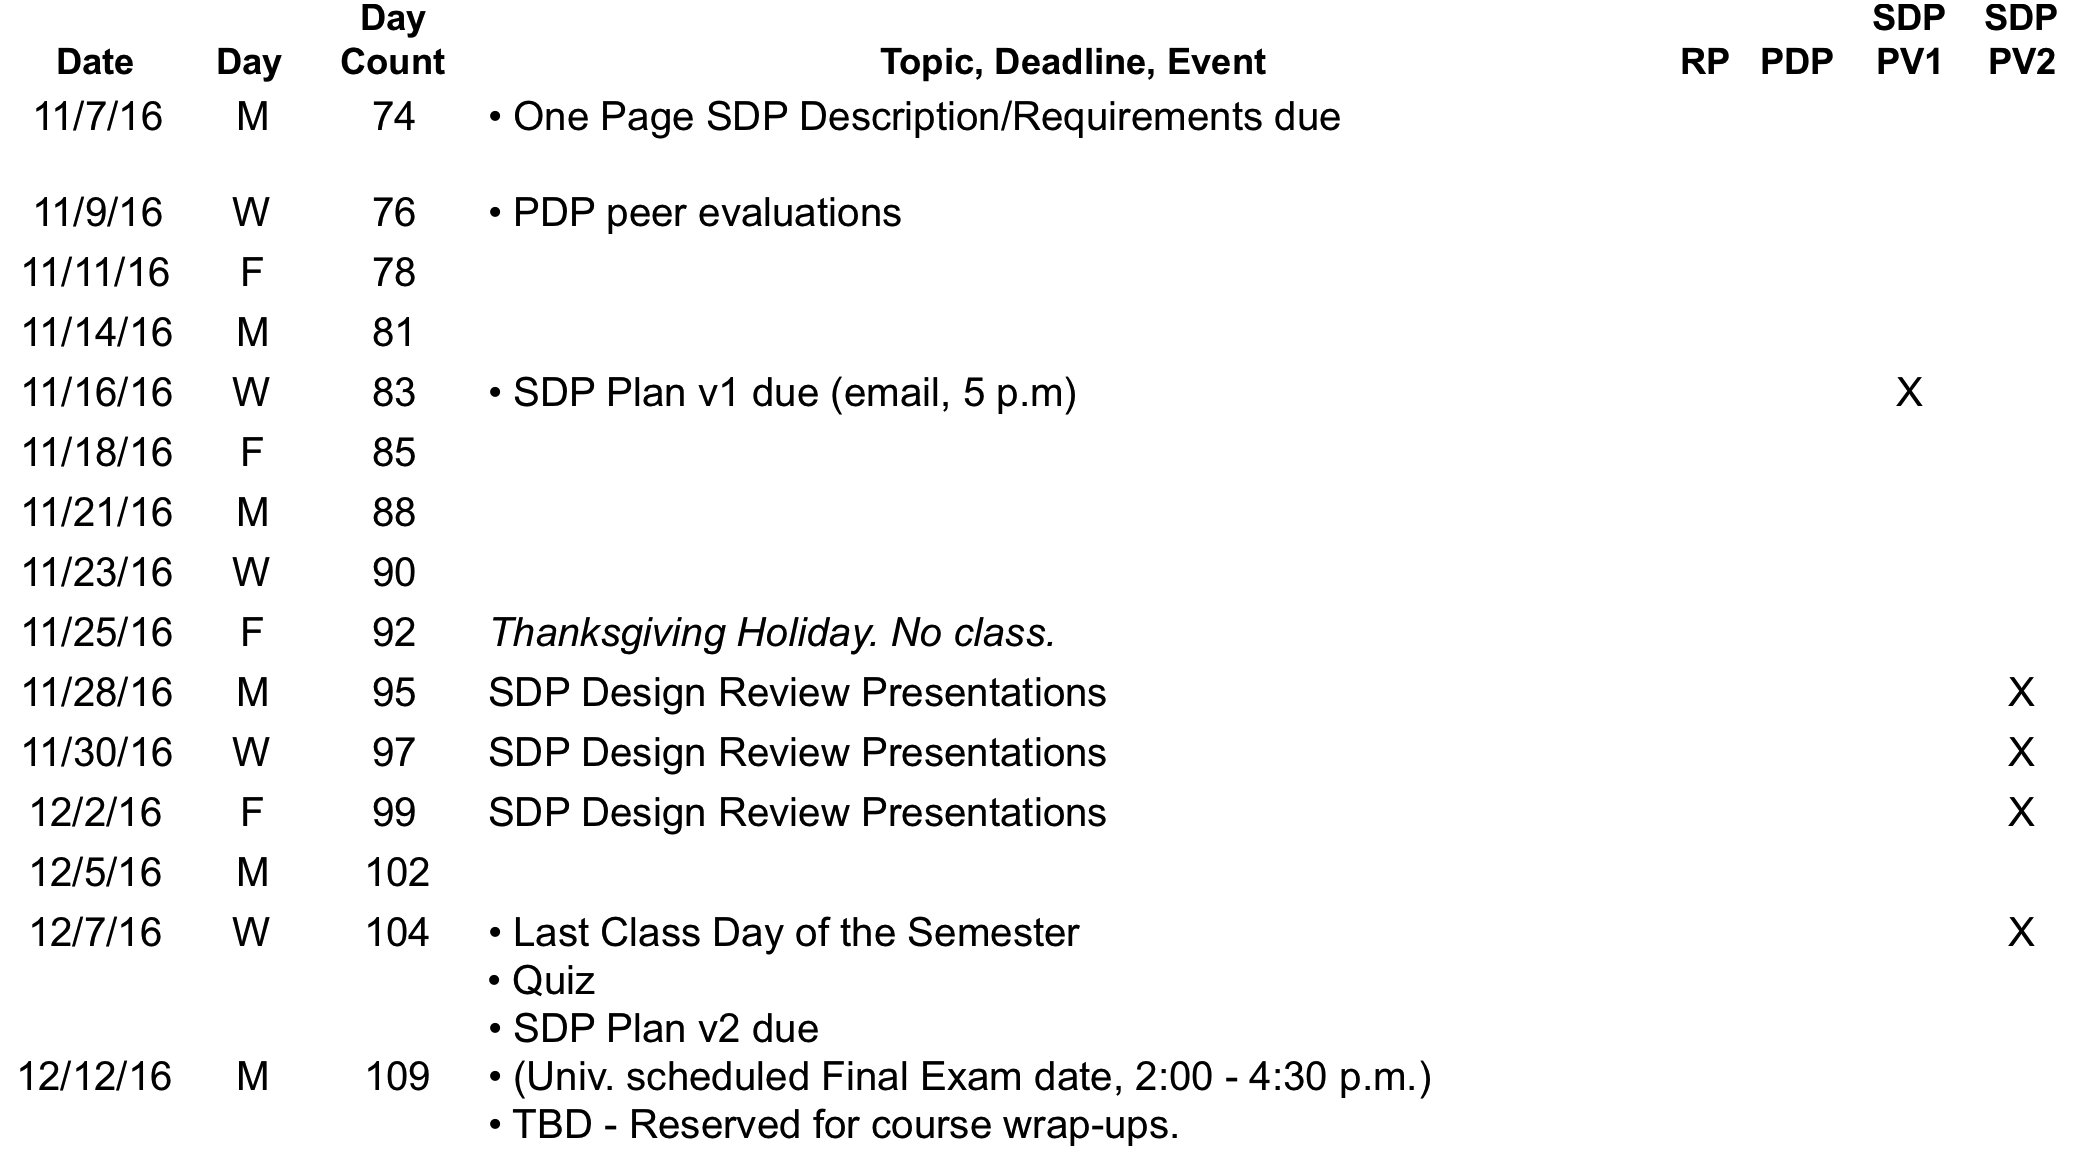 Day SDP SDP
Date Day Count Topic, Deadline, Event RP PDP PV1 PV2
11/7/16 M 74 • One Page SDP Description/Requirements due
11/9/16 W 76 • PDP peer evaluations
11/11/16 F 78
11/14/16 M 81
11/16/16 W 83 • SDP Plan v1 due (email, 5 p.m) X
11/18/16 F 85
11/21/16 M 88
11/23/16 W 90
11/25/16 F 92 Thanksgiving Holiday. No class.
11/28/16 M 95 SDP Design Review Presentations X
11/30/16 W 97 SDP Design Review Presentations X
12/2/16 F 99 SDP Design Review Presentations X
12/5/16 M 102
12/7/16 W 104 • Last Class Day of the Semester X
• Quiz
• SDP Plan v2 due
12/12/16 M 109 • (Univ. scheduled Final Exam date, 2:00 - 4:30 p.m.)
• TBD - Reserved for course wrap-ups.